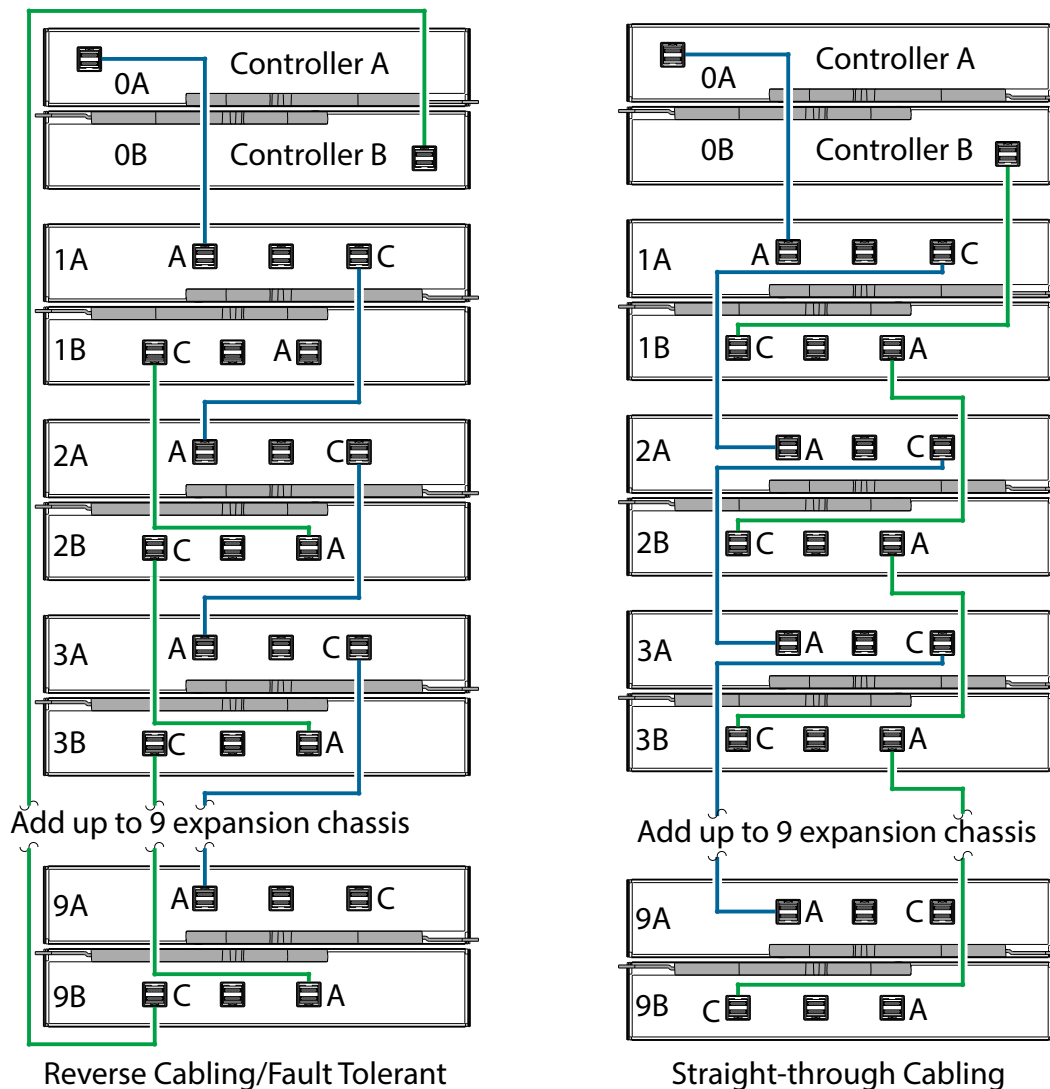 Controller A
0A
0B Controller B
1A A C
1B C A
2A A C
2B C A
3A A C
3B C A
Add up to 9 expansion chassis
9A A C
9B C A
Reverse Cabling/Fault Tolerant
Controller A
0A
0B Controller B
1A A C
1B C A
2A A C
2B C A
3A A C
3B C A
Add up to 9 expansion chassis
9A A C
9B C A
Straight-through Cabling